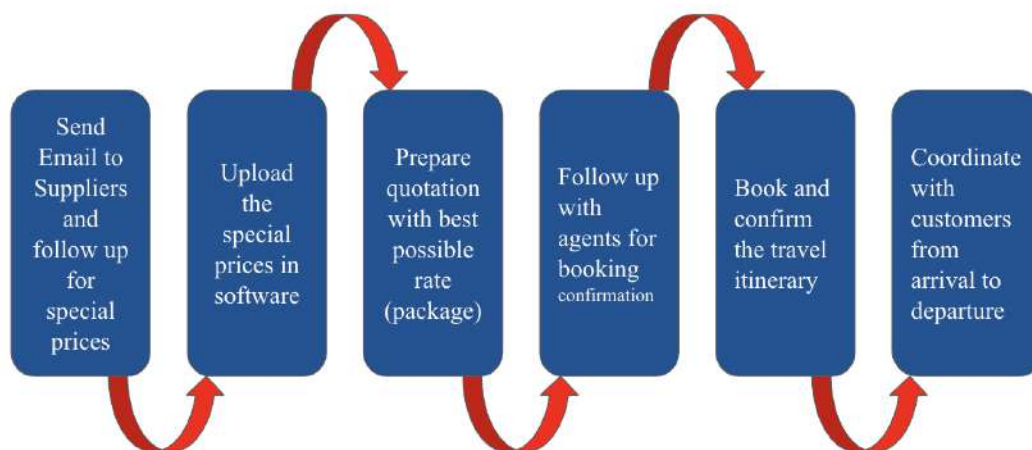 Send
Email to
Suppliers
and
follow up
for
special
prices
Upload
the
special
prices in
software
Prepare
quotation
with best
possible
rate
(package)
Follow up
with
agents for
booking
confirmation
Book and
confirm
the travel
itinerary
Coordinate
with
customers
from
arrival to
departure